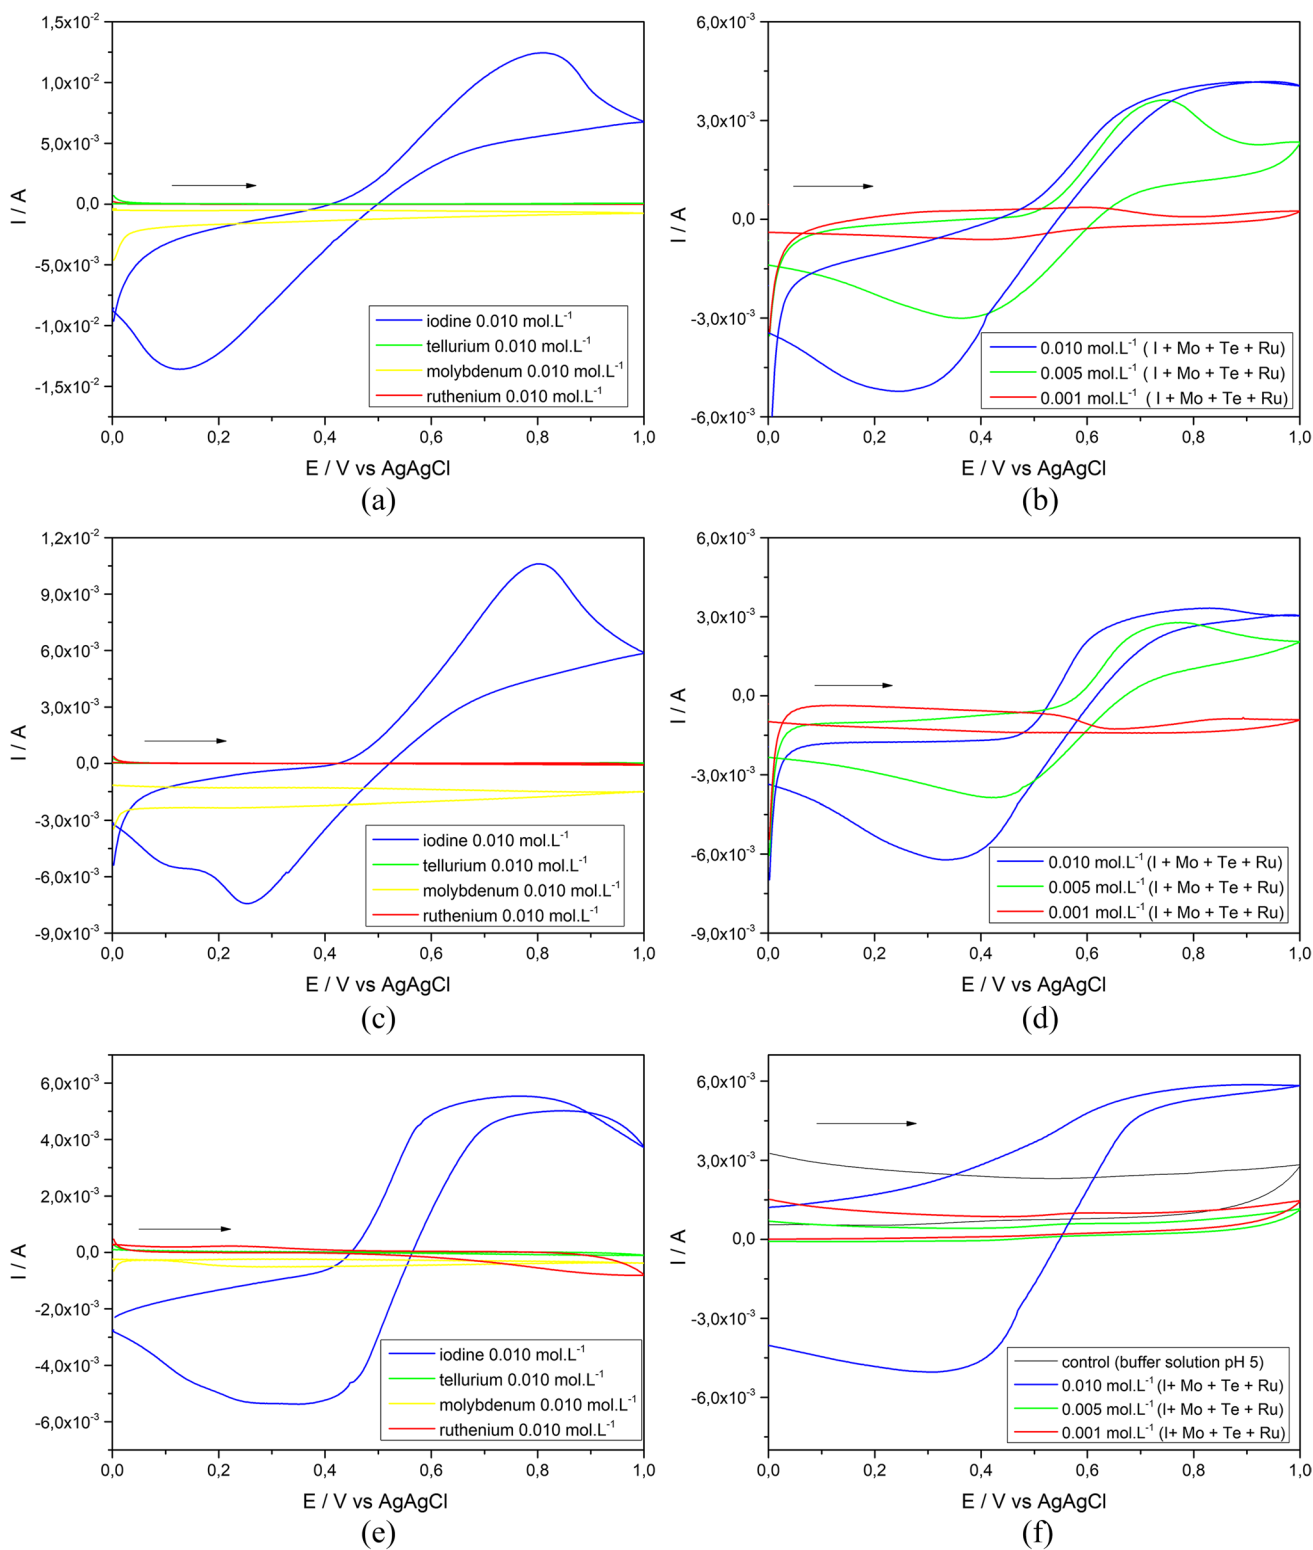 1,5x10⁻²
1,0x10⁻²
5,0x10⁻³
0,0
-5,0x10⁻³
-1,0x10⁻²
-1,5x10⁻²
I / A
iodine 0.010 mol.L⁻¹
tellurium 0.010 mol.L⁻¹
molybdenum 0.010 mol.L⁻¹
ruthenium 0.010 mol.L⁻¹
0,0 0,2 0,4 0,6 0,8 1,0
E / V vs AgAgCl
(a)
6,0x10⁻³
3,0x10⁻³
0,0
-3,0x10⁻³
-6,0x10⁻³
I / A
0.010 mol.L⁻¹ ( I + Mo + Te + Ru)
0.005 mol.L⁻¹ ( I + Mo + Te + Ru)
0.001 mol.L⁻¹ ( I + Mo + Te + Ru)
0,0 0,2 0,4 0,6 0,8 1,0
E / V vs AgAgCl
(b)
1,2x10⁻²
9,0x10⁻³
6,0x10⁻³
3,0x10⁻³
0,0
-3,0x10⁻³
-6,0x10⁻³
-9,0x10⁻³
I / A
iodine 0.010 mol.L⁻¹
tellurium 0.010 mol.L⁻¹
molybdenum 0.010 mol.L⁻¹
ruthenium 0.010 mol.L⁻¹
0,0 0,2 0,4 0,6 0,8 1,0
E / V vs AgAgCl
(c)
6,0x10⁻³
3,0x10⁻³
0,0
-3,0x10⁻³
-6,0x10⁻³
-9,0x10⁻³
I / A
0.010 mol.L⁻¹ (I + Mo + Te + Ru)
0.005 mol.L⁻¹ (I + Mo + Te + Ru)
0.001 mol.L⁻¹ (I + Mo + Te + Ru)
0,0 0,2 0,4 0,6 0,8 1,0
E / V vs AgAgCl
(d)
6,0x10⁻³
4,0x10⁻³
2,0x10⁻³
0,0
-2,0x10⁻³
-4,0x10⁻³
-6,0x10⁻³
I / A
iodine 0.010 mol.L⁻¹
tellurium 0.010 mol.L⁻¹
molybdenum 0.010 mol.L⁻¹
ruthenium 0.010 mol.L⁻¹
0,0 0,2 0,4 0,6 0,8 1,0
E / V vs AgAgCl
(e)
6,0x10⁻³
3,0x10⁻³
0,0
-3,0x10⁻³
-6,0x10⁻³
I / A
control (buffer solution pH 5)
0.010 mol.L⁻¹ (I+ Mo + Te + Ru)
0.005 mol.L⁻¹ (I+ Mo + Te + Ru)
0.001 mol.L⁻¹ (I+ Mo + Te + Ru)
0,0 0,2 0,4 0,6 0,8 1,0
E / V vs AgAgCl
(f)